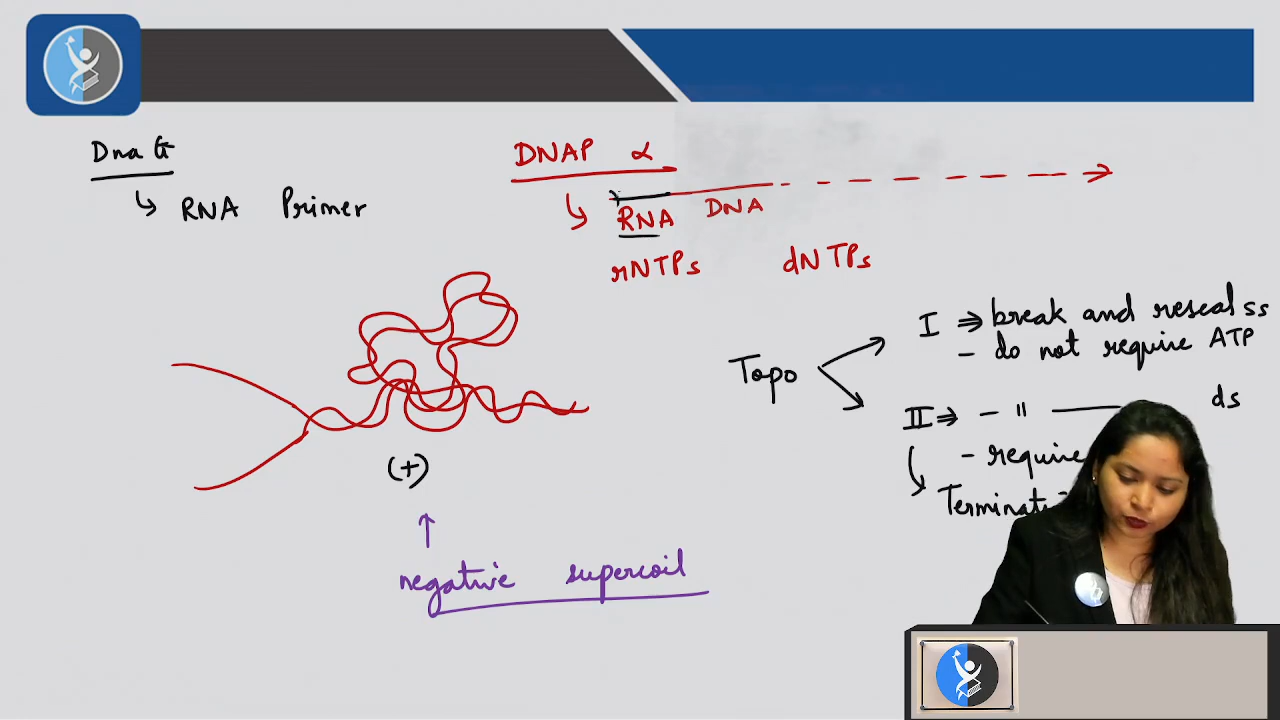 Dna G
↳ RNA Primer
DNAP α
↳ RNA DNA
rNTPs dNTPs
(+)
↑
negative supercoil
Topo
I ⇒ break and reseal ss
- do not require ATP
II ⇒ - 〃 — ds
- require